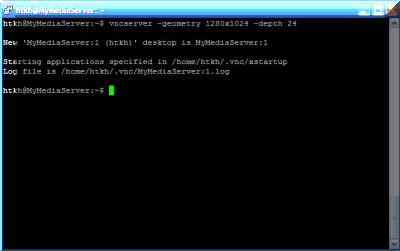 htkh@MyMediaServer: ~
htkh@MyMediaServer:~$ vncserver -geometry 1280x1024 -depth 24
New 'MyMediaServer:1 (htkh)' desktop is MyMediaServer:1
Starting applications specified in /home/htkh/.vnc/xstartup
Log file is /home/htkh/.vnc/MyMediaServer:1.log
htkh@MyMediaServer:~$